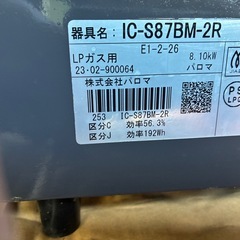 器具名: IC-S87BM-2R
E1-2-26
LPガス用 8.10kW
23・02-900064 パロマ
株式会社パロマ
PS
LPG
253 IC-S87BM-2R
区分C 効率56.3%
区分J 効率192Wh